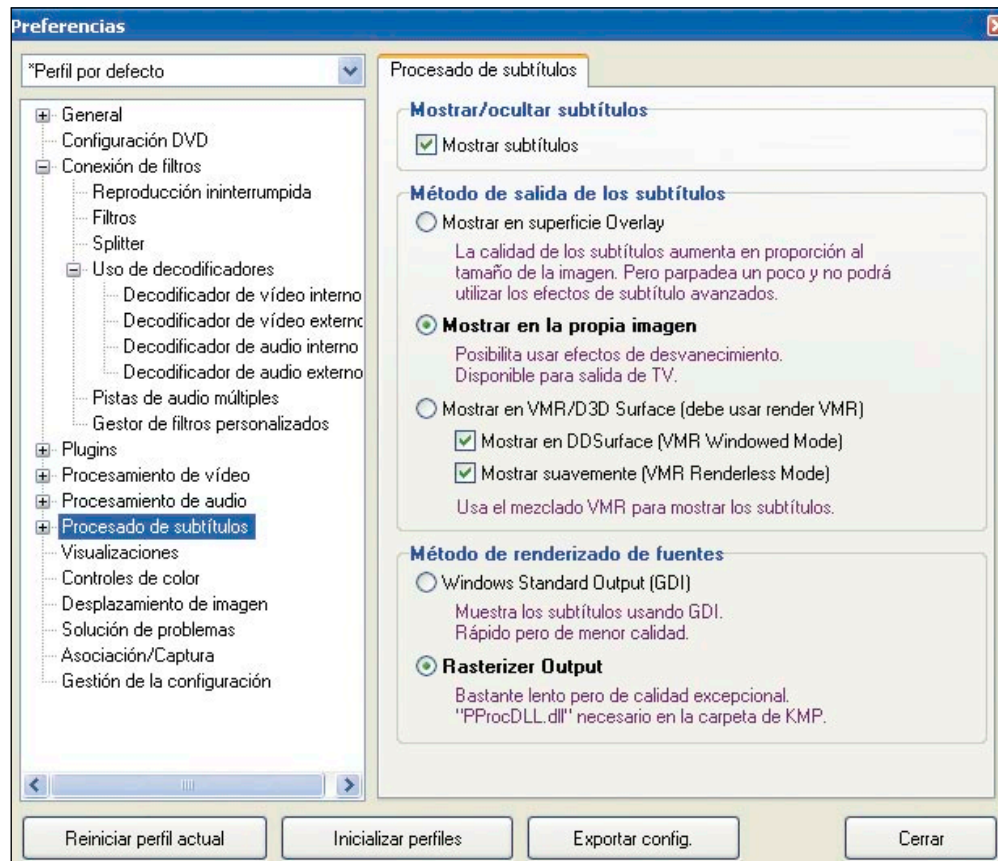 Preferencias
*Perfil por defecto
General
Configuración DVD
Conexión de filtros
Reproducción ininterrumpida
Filtros
Splitter
Uso de decodificadores
Decodificador de vídeo interno
Decodificador de vídeo externo
Decodificador de audio interno
Decodificador de audio externo
Pistas de audio múltiples
Gestor de filtros personalizados
Plugins
Procesamiento de vídeo
Procesamiento de audio
Procesado de subtítulos
Visualizaciones
Controles de color
Desplazamiento de imagen
Solución de problemas
Asociación/Captura
Gestión de la configuración
Procesado de subtítulos
Mostrar/ocultar subtítulos
Mostrar subtítulos
Método de salida de los subtítulos
Mostrar en superficie Overlay
La calidad de los subtítulos aumenta en proporción al
tamaño de la imagen. Pero parpadea un poco y no podrá
utilizar los efectos de subtítulo avanzados.
Mostrar en la propia imagen
Posibilita usar efectos de desvanecimiento.
Disponible para salida de TV.
Mostrar en VMR/D3D Surface (debe usar render VMR)
Mostrar en DDSurface (VMR Windowed Mode)
Mostrar suavemente (VMR Renderless Mode)
Usa el mezclado VMR para mostrar los subtítulos.
Método de renderizado de fuentes
Windows Standard Output (GDI)
Muestra los subtítulos usando GDI.
Rápido pero de menor calidad.
Rasterizer Output
Bastante lento pero de calidad excepcional.
"PProcDLL.dll" necesario en la carpeta de KMP.
Reiniciar perfil actual
Inicializar perfiles
Exportar config.
Cerrar